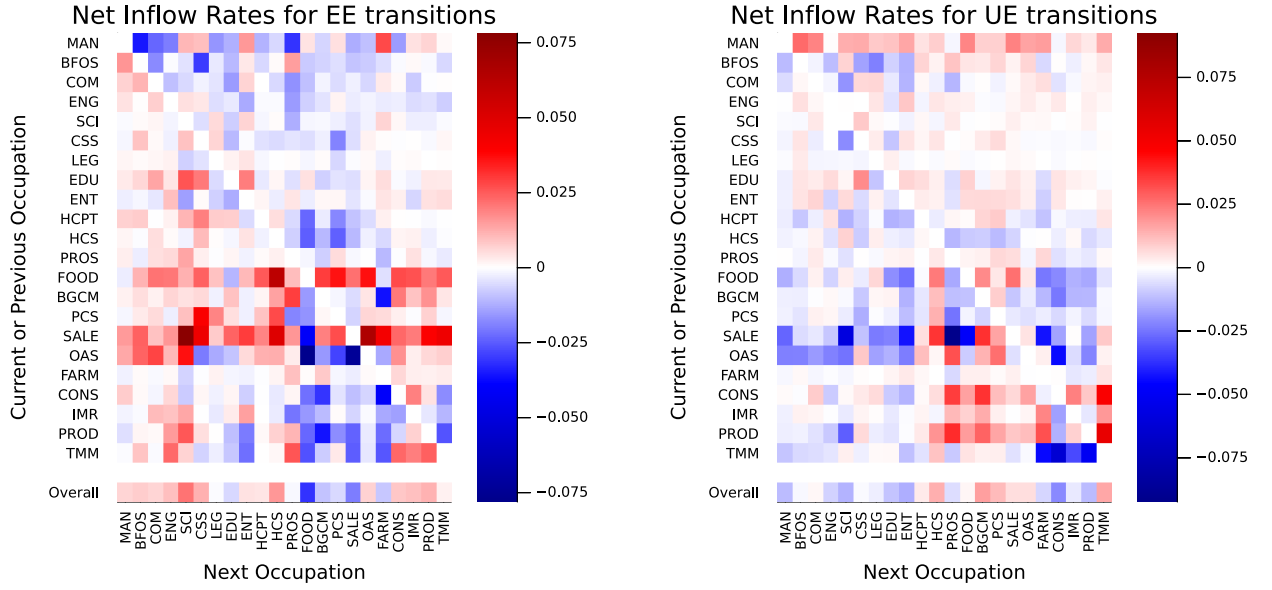 Net Inflow Rates for EE transitions
Current or Previous Occupation
MAN
BFOS
COM
ENG
SCI
CSS
LEG
EDU
ENT
HCPT
HCS
PROS
FOOD
BGCM
PCS
SALE
OAS
FARM
CONS
IMR
PROD
TMM
Overall
MAN
BFOS
COM
ENG
SCI
CSS
LEG
EDU
ENT
HCPT
HCS
PROS
FOOD
BGCM
PCS
SALE
OAS
FARM
CONS
IMR
PROD
TMM
Next Occupation
0.075
0.050
0.025
0
−0.025
−0.050
−0.075
Net Inflow Rates for UE transitions
Current or Previous Occupation
MAN
BFOS
COM
ENG
SCI
CSS
LEG
EDU
ENT
HCPT
HCS
PROS
FOOD
BGCM
PCS
SALE
OAS
FARM
CONS
IMR
PROD
TMM
Overall
MAN
BFOS
COM
ENG
SCI
CSS
LEG
EDU
ENT
HCPT
HCS
PROS
FOOD
BGCM
PCS
SALE
OAS
FARM
CONS
IMR
PROD
TMM
Next Occupation
0.075
0.050
0.025
0
−0.025
−0.050
−0.075